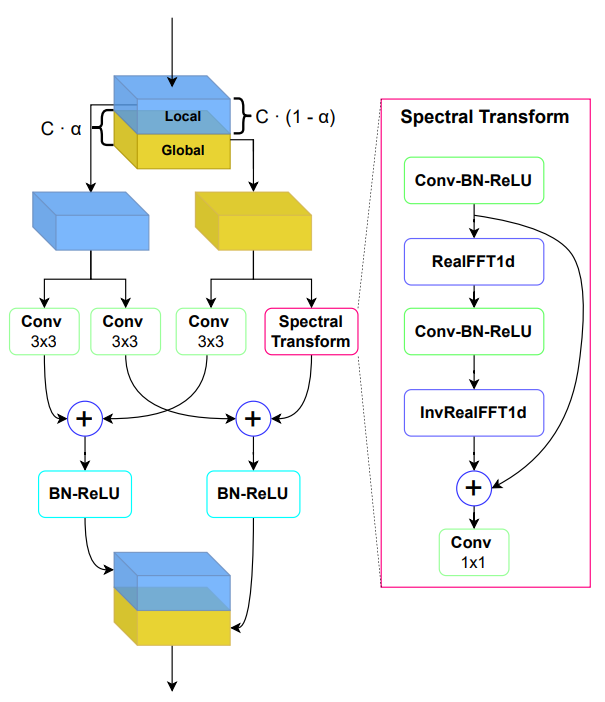 Local
C · α
C · (1 - α)
Global
Conv
3x3
Conv
3x3
Conv
3x3
Spectral
Transform
+
+
BN-ReLU
BN-ReLU
Spectral Transform
Conv-BN-ReLU
RealFFT1d
Conv-BN-ReLU
InvRealFFT1d
+
Conv
1x1